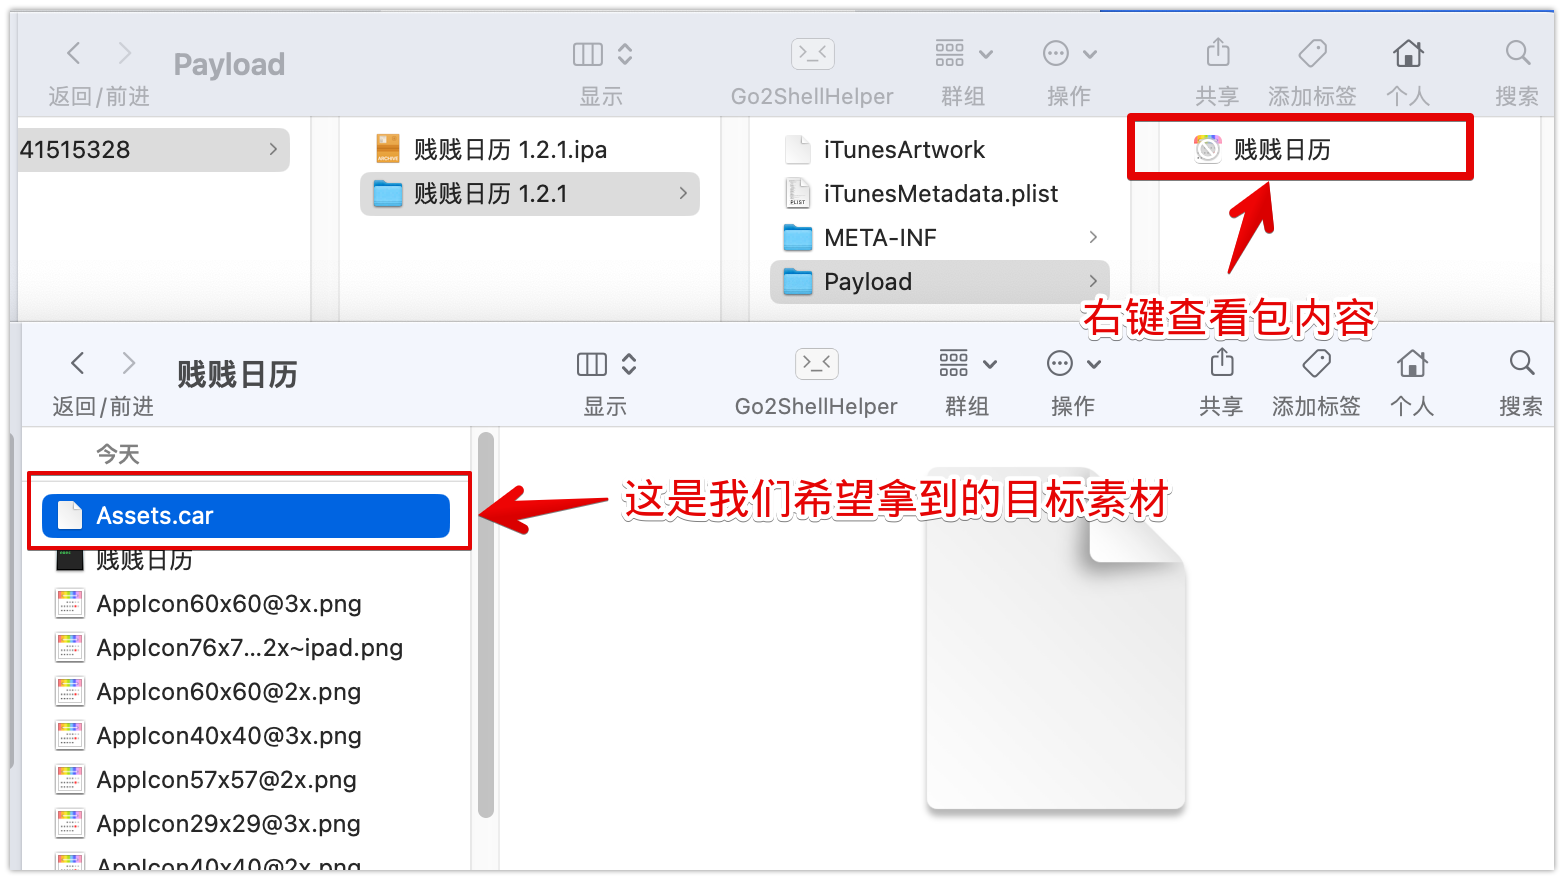 Payload
返回/前进
显示
Go2ShellHelper
群组
操作
共享
添加标签
个人
搜索
41515328
贱贱日历 1.2.1.ipa
贱贱日历 1.2.1
iTunesArtwork
iTunesMetadata.plist
META-INF
Payload
贱贱日历
右键查看包内容
贱贱日历
返回/前进
显示
Go2ShellHelper
群组
操作
共享
添加标签
个人
搜索
今天
Assets.car
这是我们希望拿到的目标素材
贱贱日历
AppIcon60x60@3x.png
AppIcon76x7...2x~ipad.png
AppIcon60x60@2x.png
AppIcon40x40@3x.png
AppIcon57x57@2x.png
AppIcon29x29@3x.png
AppIcon40x40@2x.png